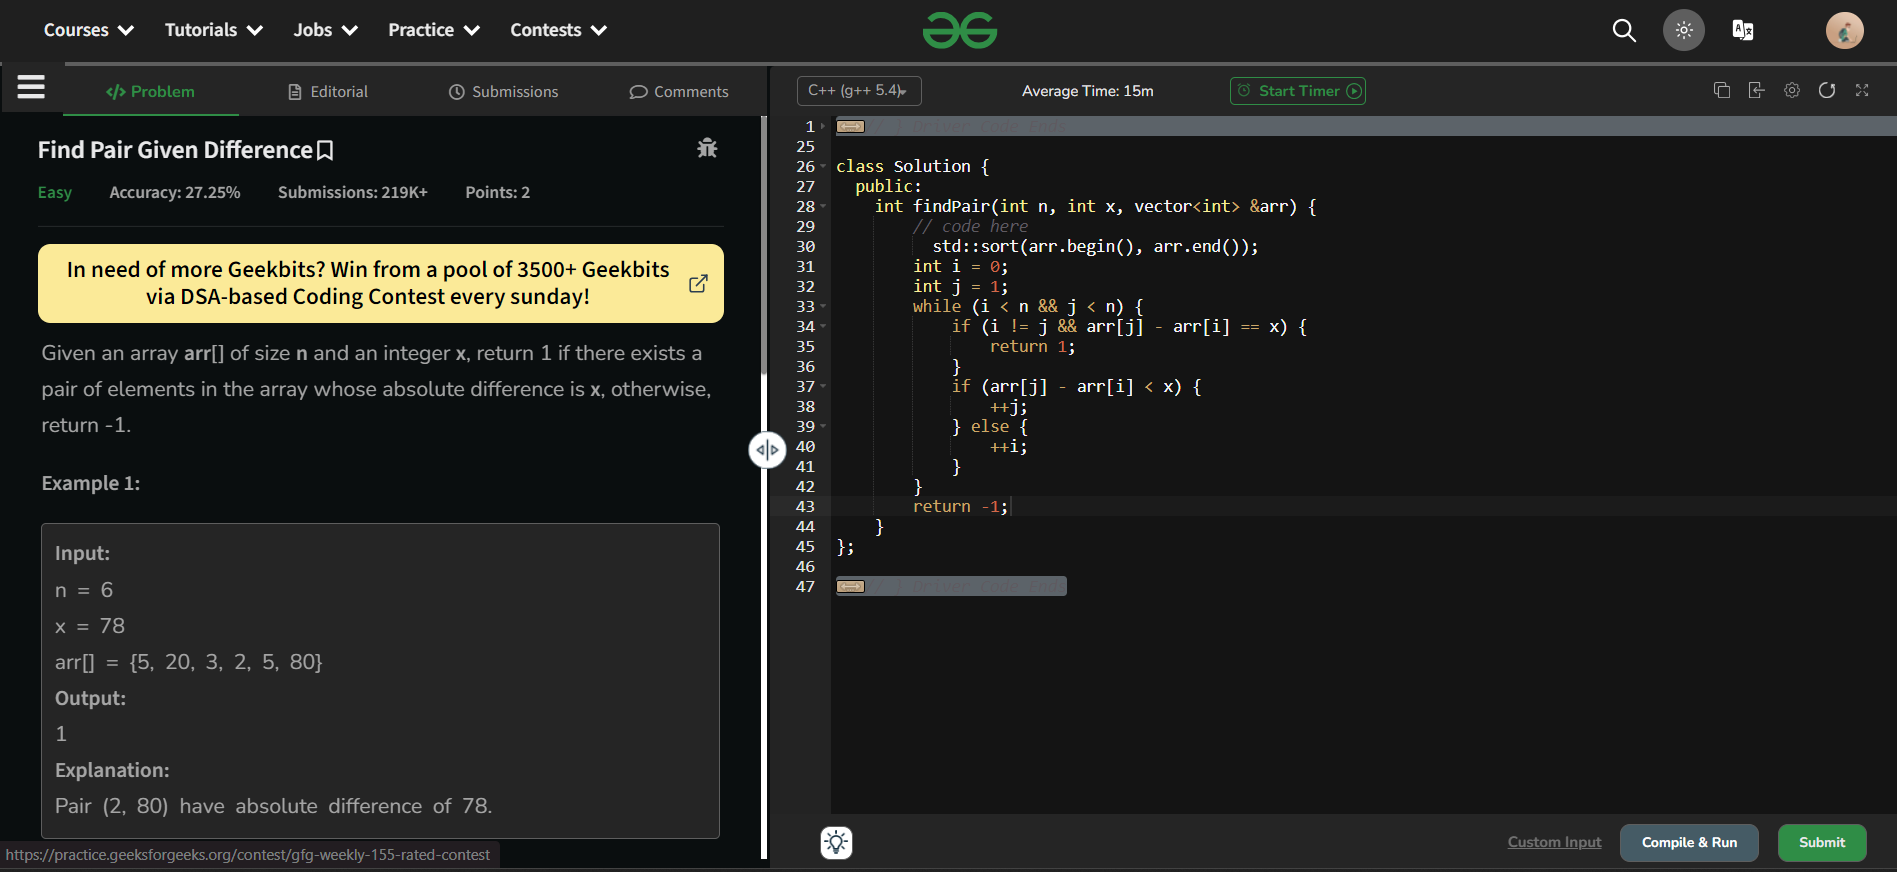 Courses Tutorials Jobs Practice Contests
Problem Editorial Submissions Comments
C++ (g++ 5.4) Average Time: 15m Start Timer
Find Pair Given Difference
Easy Accuracy: 27.25% Submissions: 219K+ Points: 2
In need of more Geekbits? Win from a pool of 3500+ Geekbits
via DSA-based Coding Contest every sunday!
Given an array arr[] of size n and an integer x, return 1 if there exists a
pair of elements in the array whose absolute difference is x, otherwise,
return -1.
Example 1:
Input:
n = 6
x = 78
arr[] = {5, 20, 3, 2, 5, 80}
Output:
1
Explanation:
Pair (2, 80) have absolute difference of 78.
https://practice.geeksforgeeks.org/contest/gfg-weekly-155-rated-contest
1 // } Driver Code Ends
25
26 class Solution {
27 public:
28 int findPair(int n, int x, vector<int> &arr) {
29 // code here
30 std::sort(arr.begin(), arr.end());
31 int i = 0;
32 int j = 1;
33 while (i < n && j < n) {
34 if (i != j && arr[j] - arr[i] == x) {
35 return 1;
36 }
37 if (arr[j] - arr[i] < x) {
38 ++j;
39 } else {
40 ++i;
41 }
42 }
43 return -1;
44 }
45 };
46
47 // } Driver Code Ends
Custom Input Compile & Run Submit